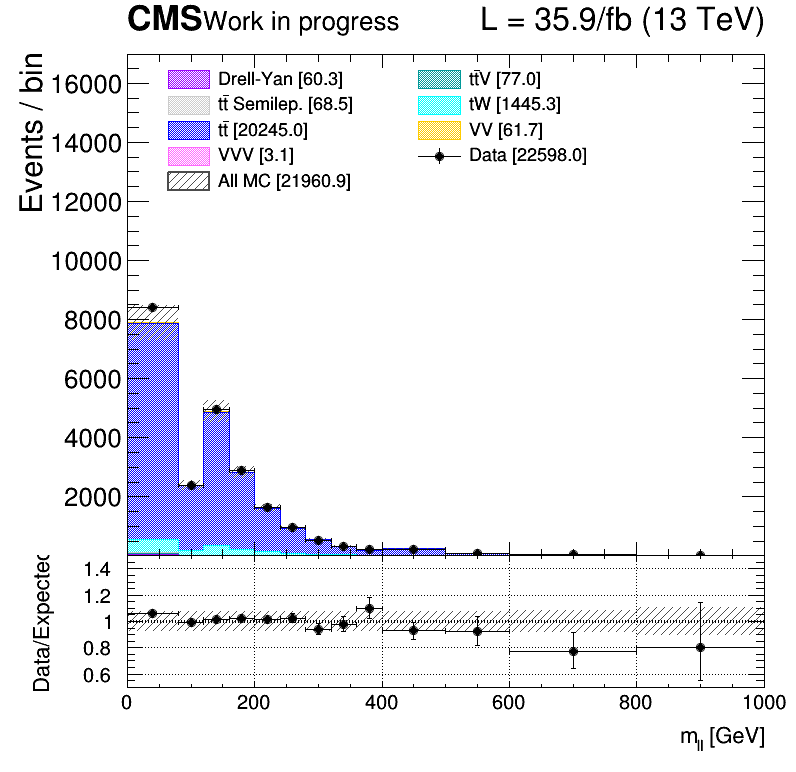 CMS Work in progress L = 35.9/fb (13 TeV)
Events / bin
16000
14000
12000
10000
8000
6000
4000
2000
Drell-Yan [60.3]
tt̄ Semilep. [68.5]
tt̄ [20245.0]
VVV [3.1]
All MC [21960.9]
tt̄V [77.0]
tW [1445.3]
VV [61.7]
Data [22598.0]
Data/Expected
1.4
1.2
1
0.8
0.6
0 200 400 600 800 1000
m_ll [GeV]